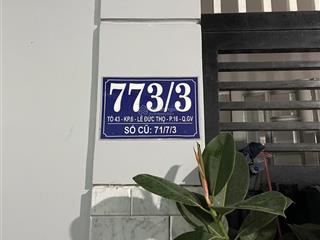 773/3
TỔ 43 - KP.6 - LÊ ĐỨC THỌ - P.16 - Q.GV
SỐ CŨ: 71/7/3